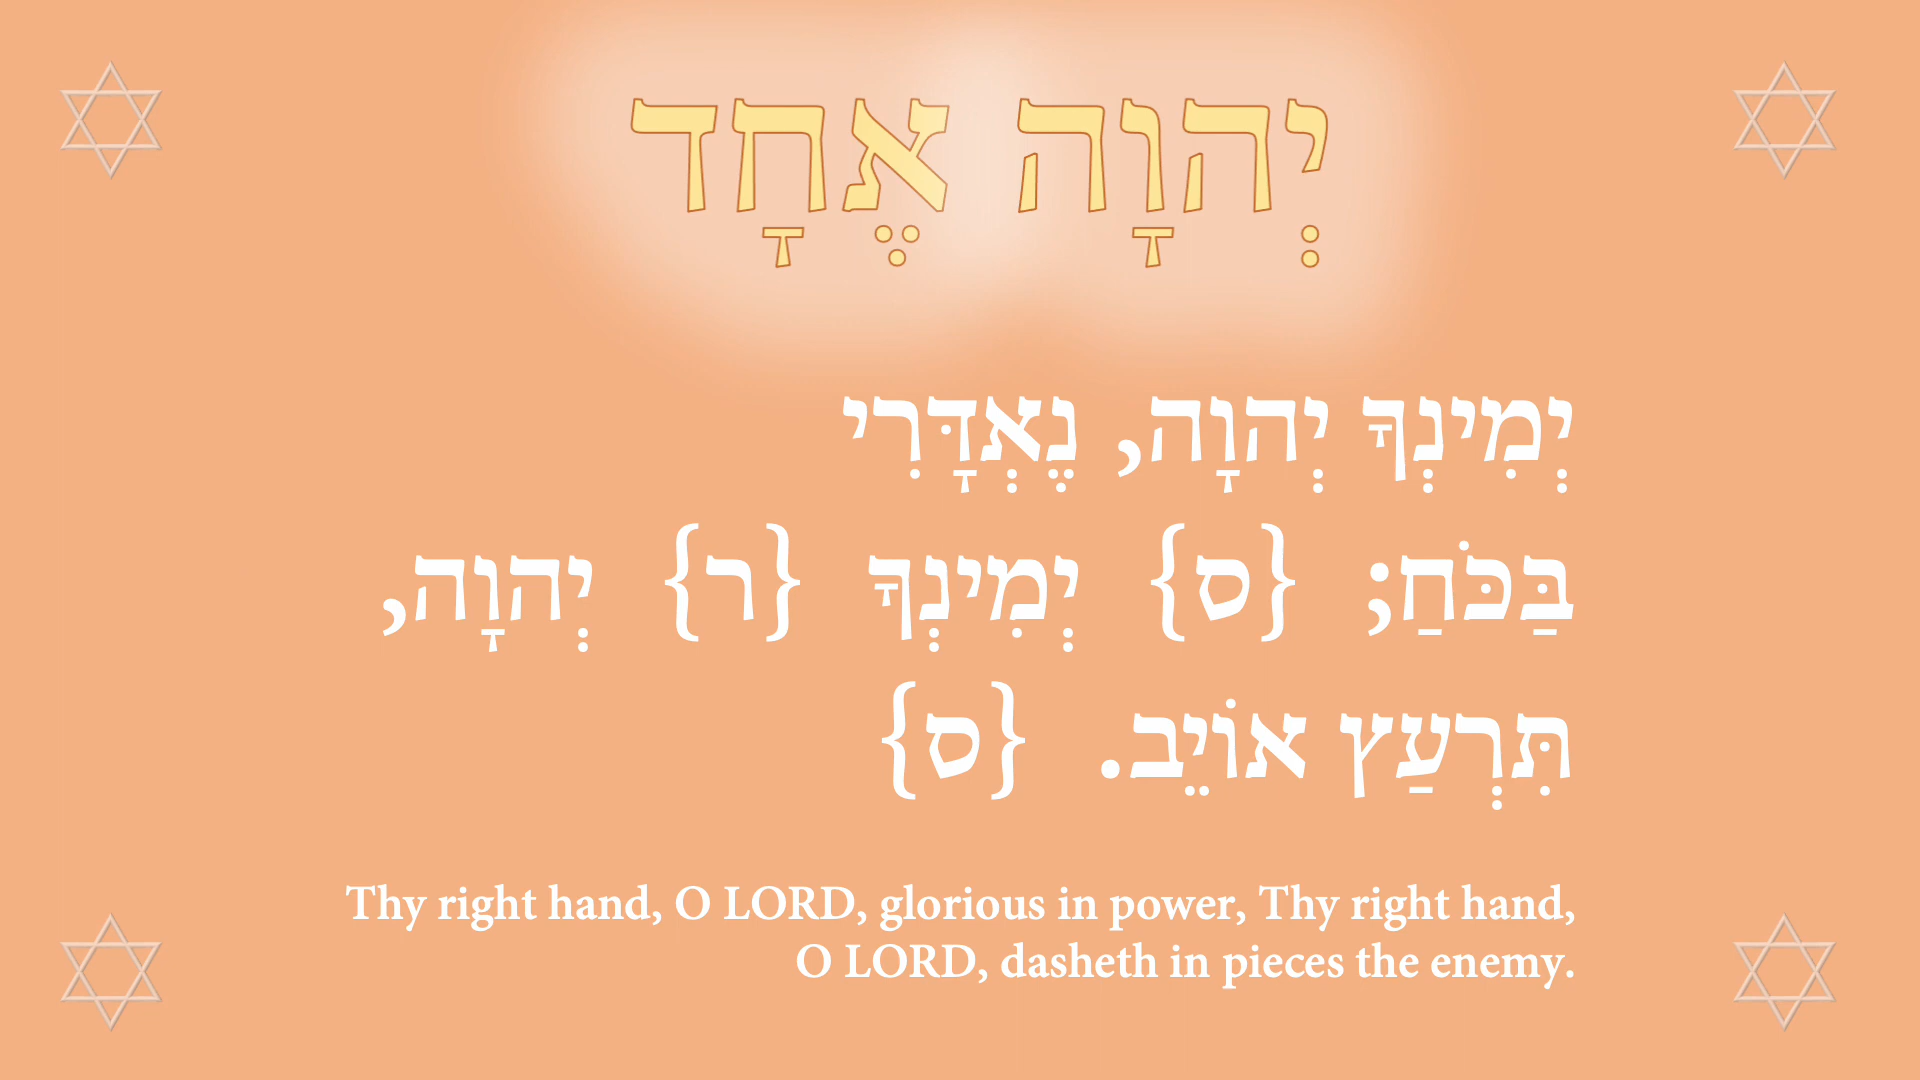 יְהוָה אֶחָד
יְמִינְךָ יְהוָה, נֶאְדָּרִי
בַּכֹּחַ; {ס} יְמִינְךָ {ר} יְהוָה,
תִּרְעַץ אוֹיֵב. {ס}
Thy right hand, O LORD, glorious in power, Thy right hand,
O LORD, dasheth in pieces the enemy.